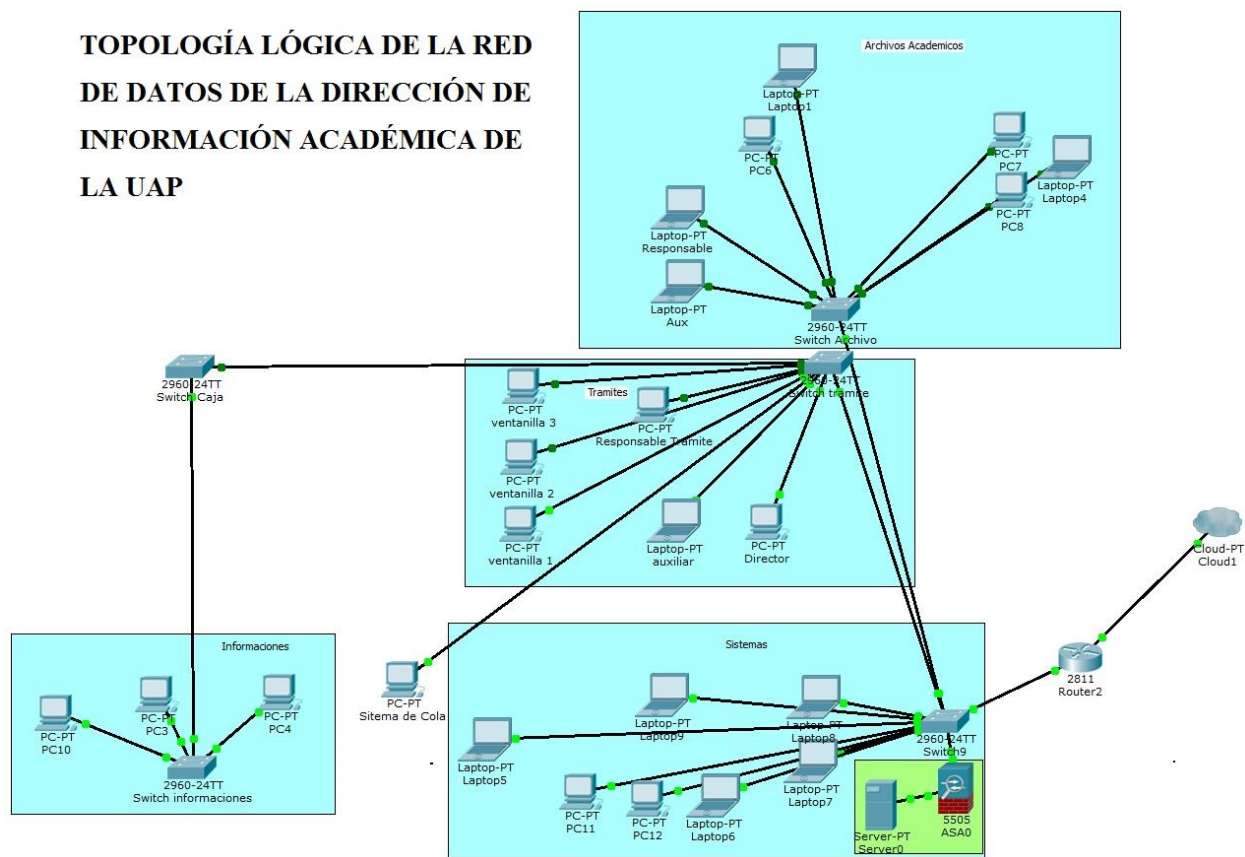 TOPOLOGÍA LÓGICA DE LA RED
DE DATOS DE LA DIRECCIÓN DE
INFORMACIÓN ACADÉMICA DE
LA UAP
Archivos Academicos
Laptop-PT
Laptop1
PC-PT
PC6
PC-PT
PC7
Laptop-PT
Laptop4
PC-PT
PC8
Laptop-PT
Responsable
Laptop-PT
Aux
2960-24TT
Switch Archivo
2960-24TT
Switch Caja
2960-24TT
Switch tramite
Tramites
PC-PT
ventanilla 3
PC-PT
Responsable Tramite
PC-PT
ventanilla 2
PC-PT
ventanilla 1
Laptop-PT
auxiliar
PC-PT
Director
Cloud-PT
Cloud1
2811
Router2
Informaciones
PC-PT
PC10
PC-PT
PC3
PC-PT
PC4
2960-24TT
Switch informaciones
PC-PT
Sitema de Cola
Sistemas
Laptop-PT
Laptop9
Laptop-PT
Laptop8
2960-24TT
Switch9
Laptop-PT
Laptop5
Laptop-PT
Laptop7
PC-PT
PC11
PC-PT
PC12
Laptop-PT
Laptop6
Server-PT
Server0
5505
ASA0